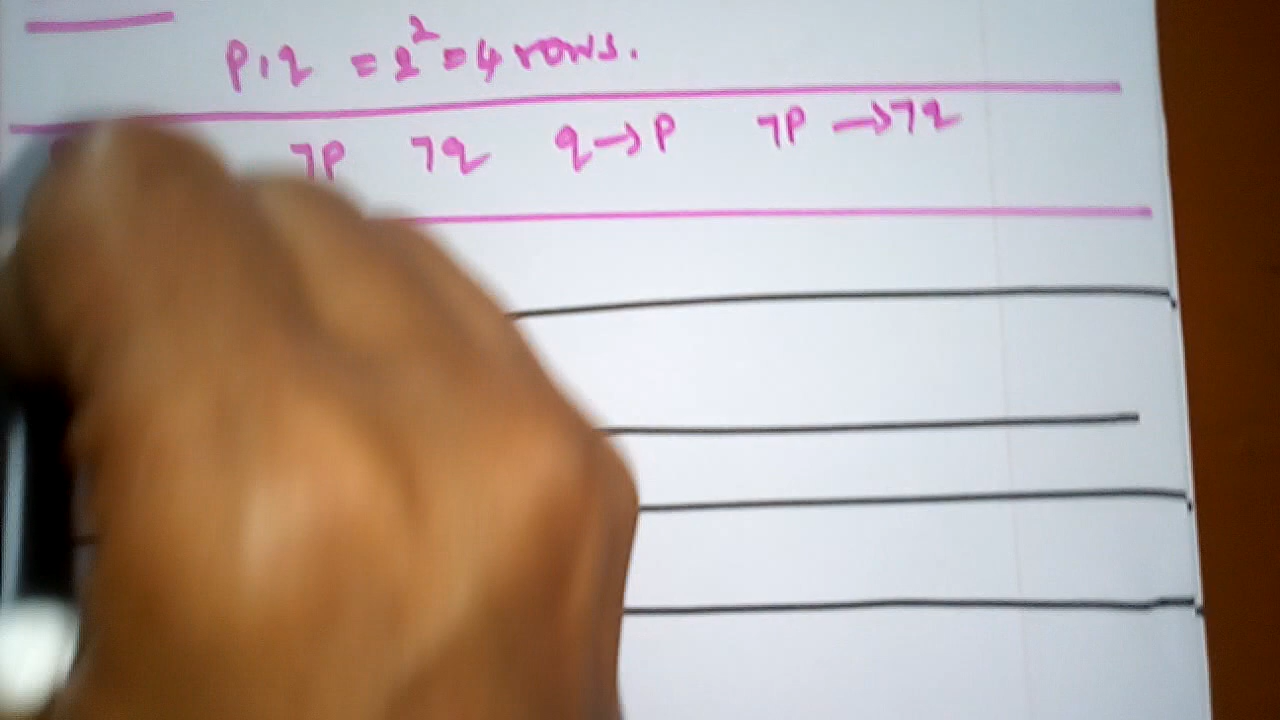 P, q = 2² = 4 rows.
¬P ¬q q → P ¬P → ¬q